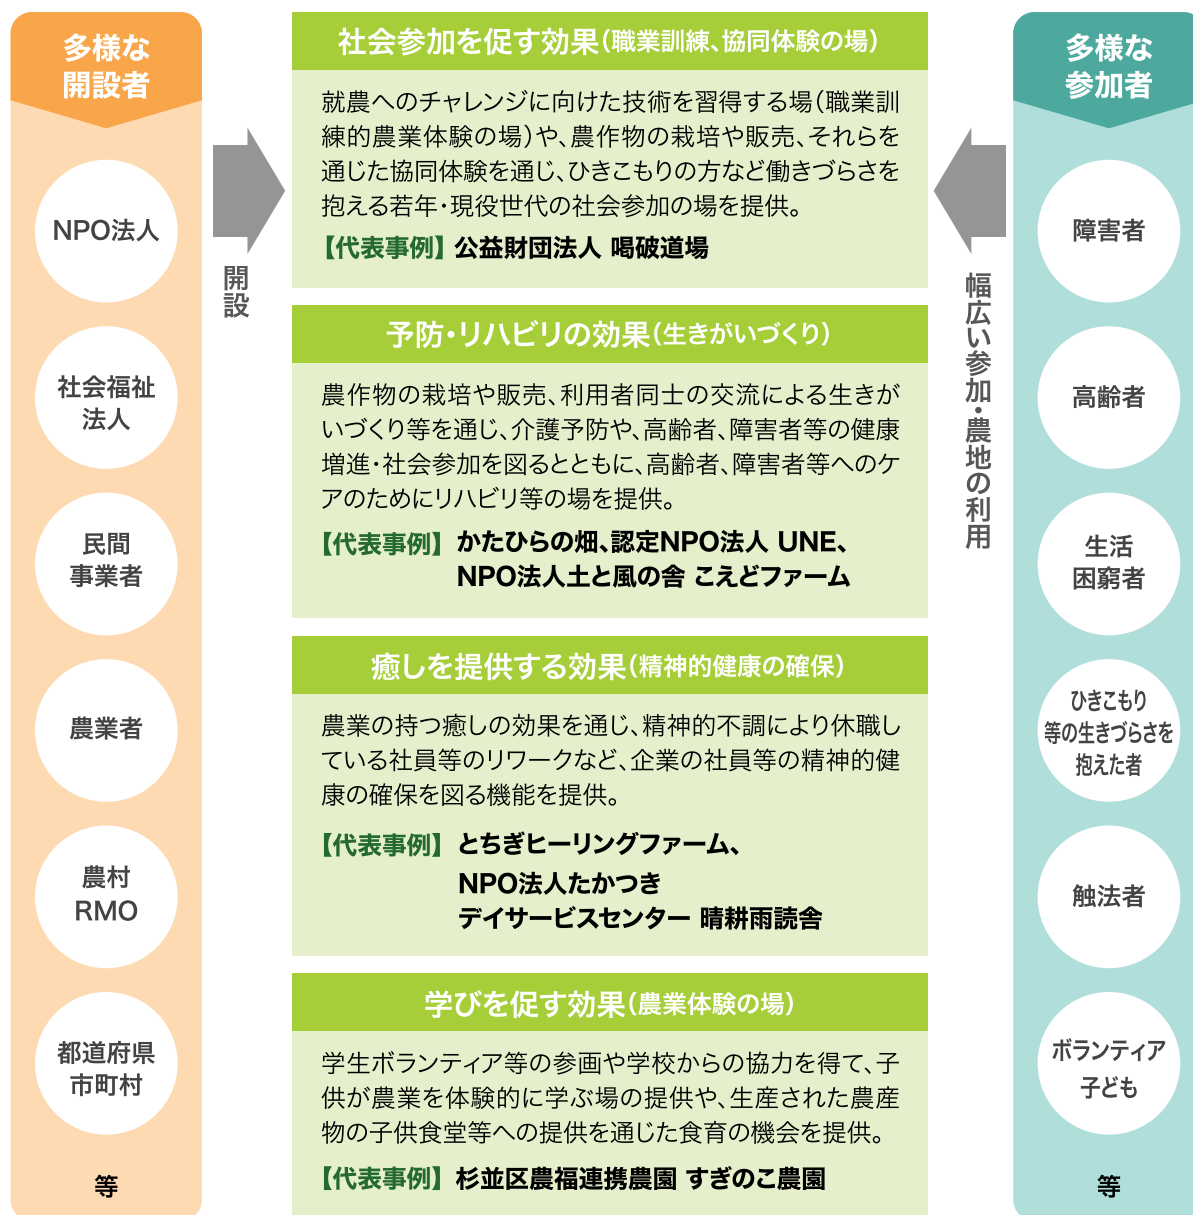 多様な
開設者
NPO法人
社会福祉
法人
民間
事業者
農業者
農村
RMO
都道府県
市町村
等
開設
社会参加を促す効果（職業訓練、協同体験の場）
就農へのチャレンジに向けた技術を習得する場（職業訓
練的農業体験の場）や、農作物の栽培や販売、それらを
通じた協同体験を通じ、ひきこもりの方など働きづらさを
抱える若年・現役世代の社会参加の場を提供。
【代表事例】公益財団法人 喝破道場
予防・リハビリの効果（生きがいづくり）
農作物の栽培や販売、利用者同士の交流による生きが
いづくり等を通じ、介護予防や、高齢者、障害者等の健康
増進・社会参加を図るとともに、高齢者、障害者等へのケ
アのためにリハビリ等の場を提供。
【代表事例】かたひらの畑、認定NPO法人 UNE、
NPO法人土と風の舎 こえどファーム
癒しを提供する効果（精神的健康の確保）
農業の持つ癒しの効果を通じ、精神的不調により休職し
ている社員等のリワークなど、企業の社員等の精神的健
康の確保を図る機能を提供。
【代表事例】とちぎヒーリングファーム、
NPO法人たかつき
デイサービスセンター 晴耕雨読舎
学びを促す効果（農業体験の場）
学生ボランティア等の参画や学校からの協力を得て、子
供が農業を体験的に学ぶ場の提供や、生産された農産
物の子供食堂等への提供を通じた食育の機会を提供。
【代表事例】杉並区農福連携農園 すぎのこ農園
幅広い参加・農地の利用
多様な
参加者
障害者
高齢者
生活
困窮者
ひきこもり
等の生きづらさを
抱えた者
触法者
ボランティア
子ども
等